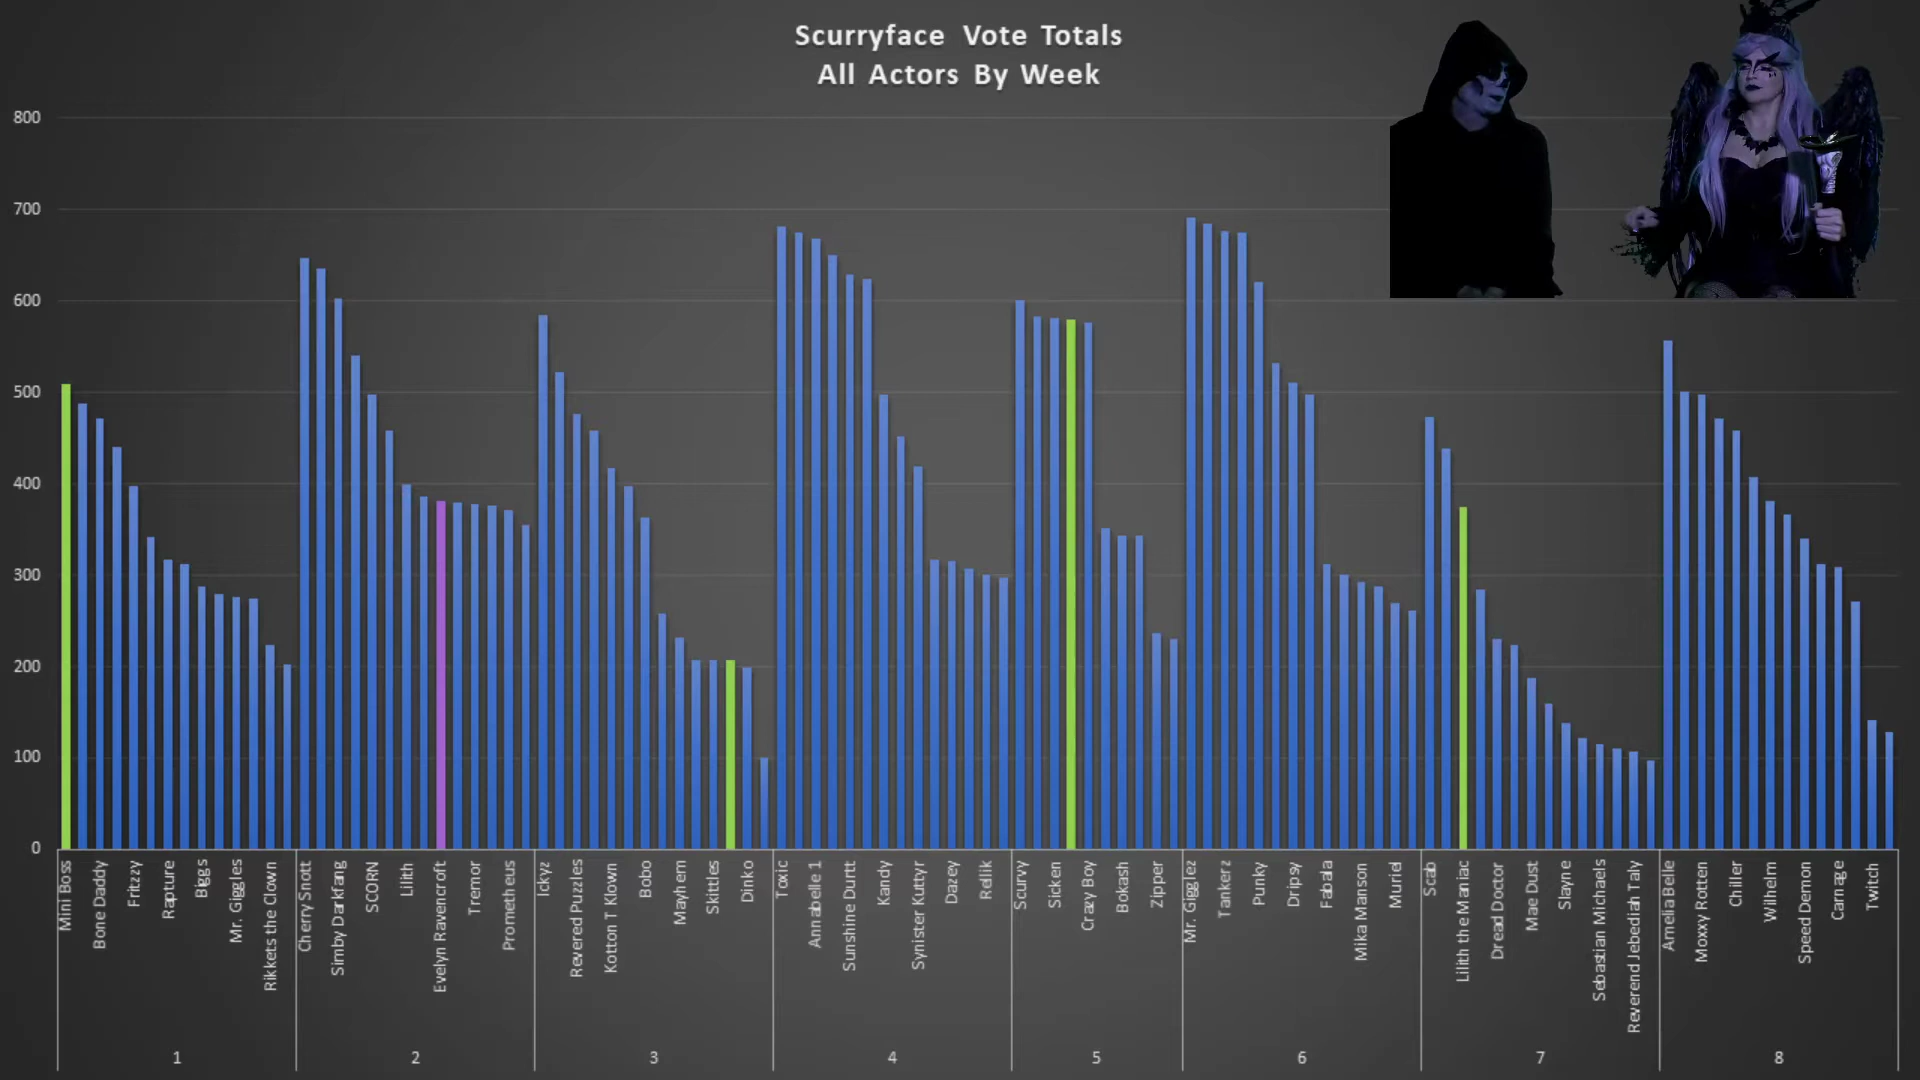 Scurryface Vote Totals
All Actors By Week
800
700
600
500
400
300
200
100
0
Mini Boss
Bone Daddy
Fritzzy
Rapture
Biggs
Mr. Giggles
Rikkets the Clown
Cherry Snott
Simby Darkfang
SCORN
Lilith
Evelyn Ravencroft
Tremor
Prometheus
Ickyz
Revered Puzzles
Kotton T Klown
Bobo
Mayhem
Skittles
Dinko
Toxic
Annabelle 1
Sunshine Durtt
Kandy
Synister Kuttyr
Dazey
Rellik
Scurvy
Sicken
Crazy Boy
Bokash
Zipper
Mr. Gigglez
Tankerz
Punky
Dripsy
Fabala
Mika Manson
Muriel
Scab
Lilith the Maniac
Dread Doctor
Mae Dust
Slayne
Sebastian Michaels
Reverend Jebediah Taly
Amelia Belle
Moxxy Rotten
Chiller
Wilhelm
Speed Demon
Carnage
Twitch
1
2
3
4
5
6
7
8